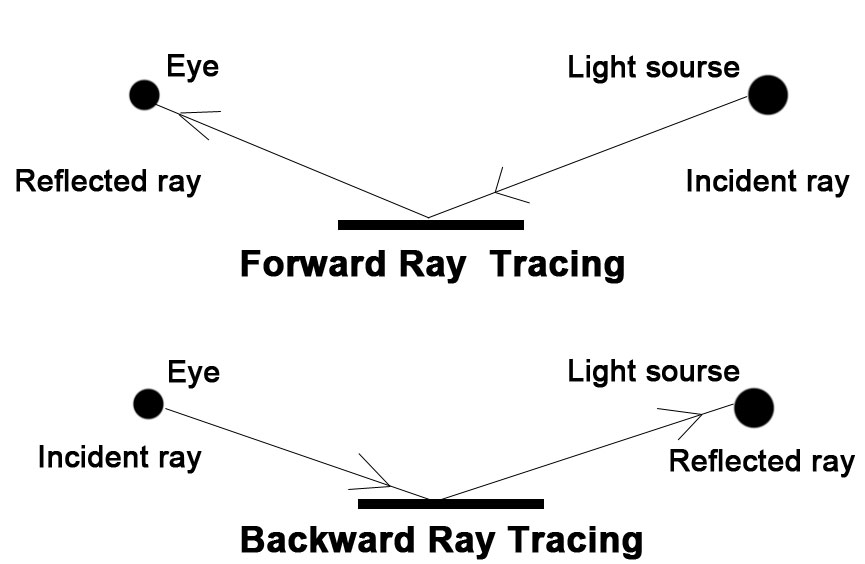 Eye
Light sourse
Reflected ray
Incident ray
Forward Ray Tracing
Eye
Light sourse
Incident ray
Reflected ray
Backward Ray Tracing